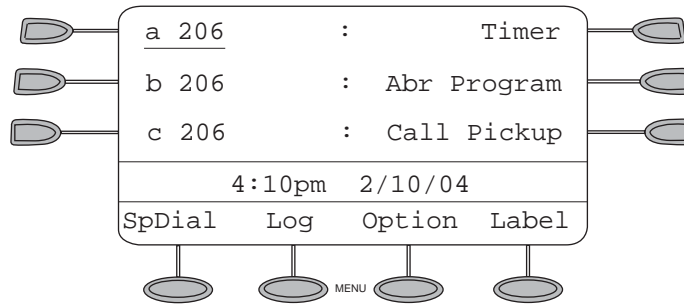 a 206 : Timer
b 206 : Abr Program
c 206 : Call Pickup
4:10pm 2/10/04
SpDial Log Option Label
MENU